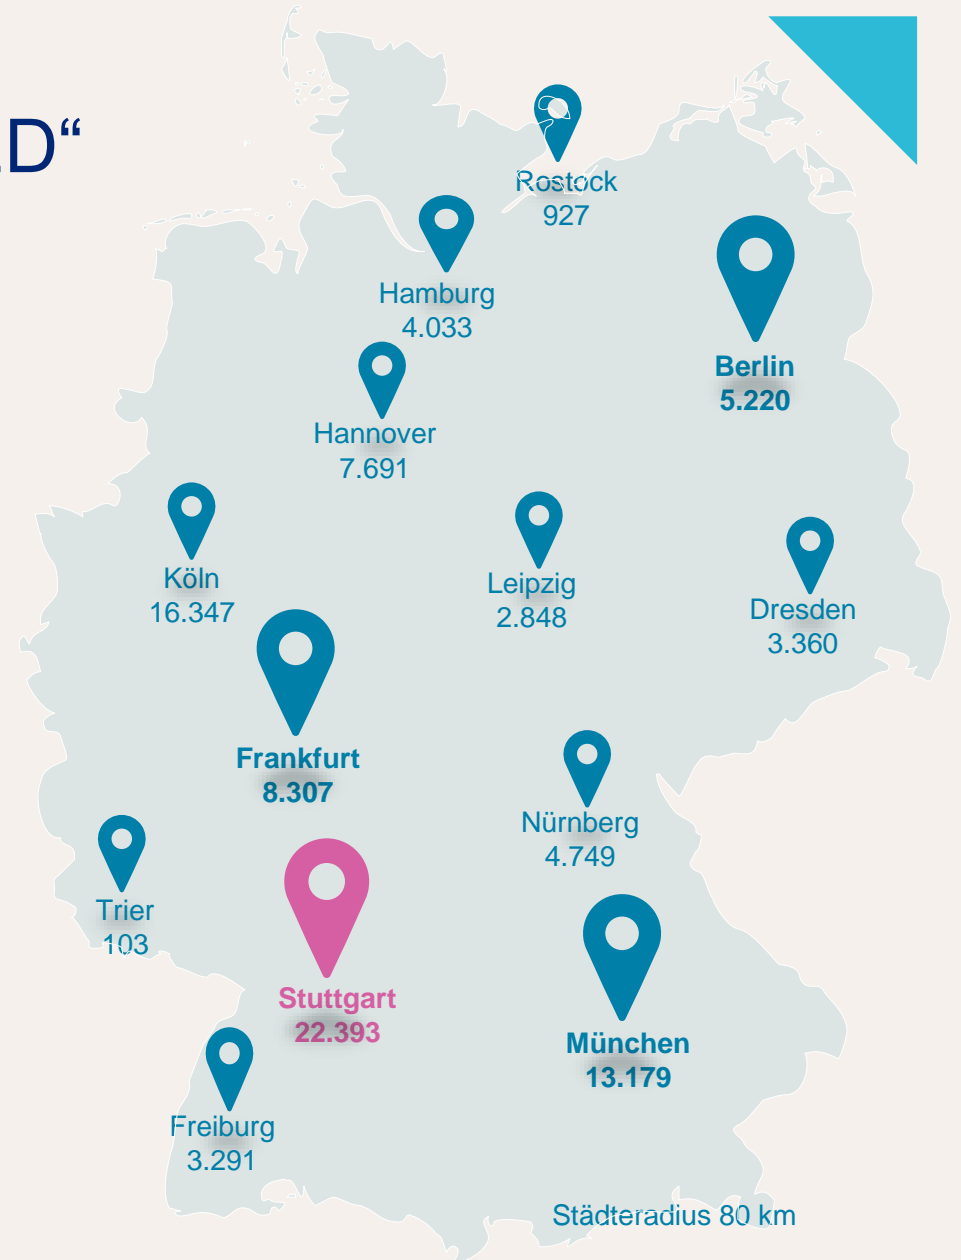 D“
Rostock
927
Hamburg
4.033
Berlin
5.220
Hannover
7.691
Köln
16.347
Leipzig
2.848
Dresden
3.360
Frankfurt
8.307
Nürnberg
4.749
Trier
103
Stuttgart
22.393
München
13.179
Freiburg
3.291
Städteradius 80 km